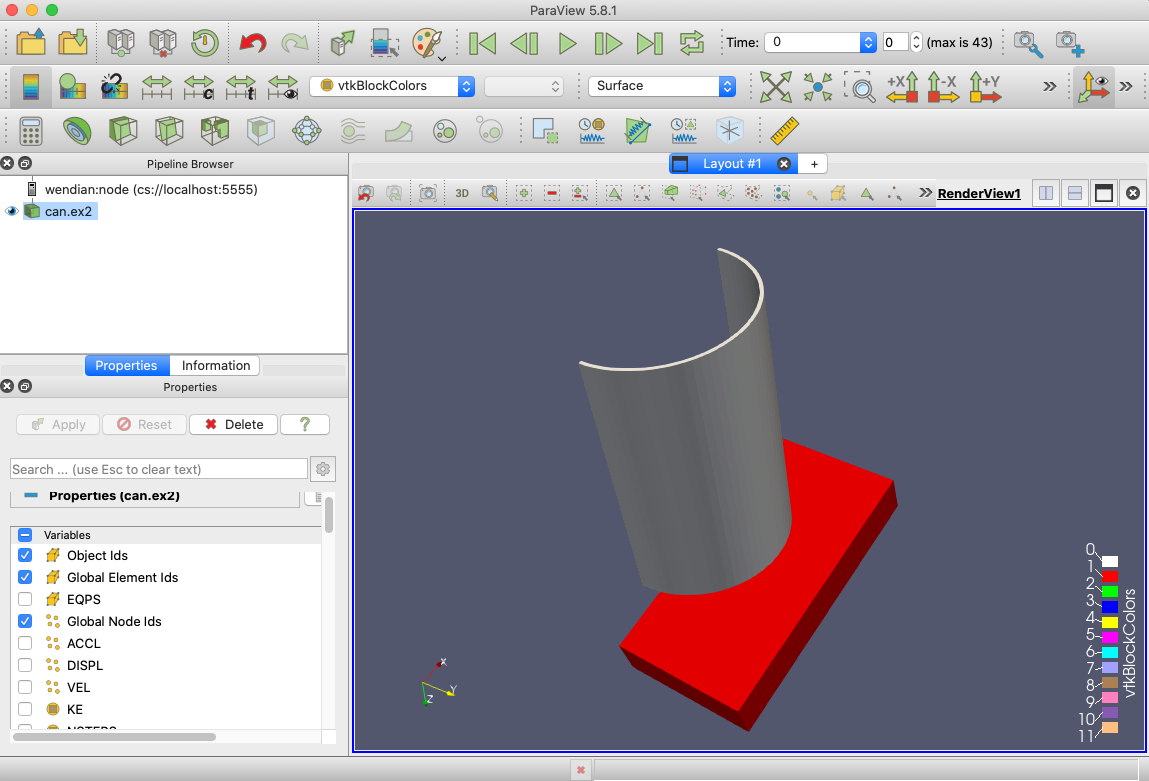 ParaView 5.8.1
Time: 0 0 (max is 43)
c t +X -X +Y
vtkBlockColors Surface
Pipeline Browser
Layout #1 +
wendian:node (cs://localhost:5555)
can.ex2
3D RenderView1
Properties Information
Properties
Apply Reset Delete ?
Search ... (use Esc to clear text)
Properties (can.ex2)
Variables
Object Ids
Global Element Ids
EQPS
Global Node Ids
ACCL
DISPL
VEL
KE
NSTEPS
X
Y
Z
0
1
2
3
4
5
6
7
8
9
10
11
vtkBlockColors